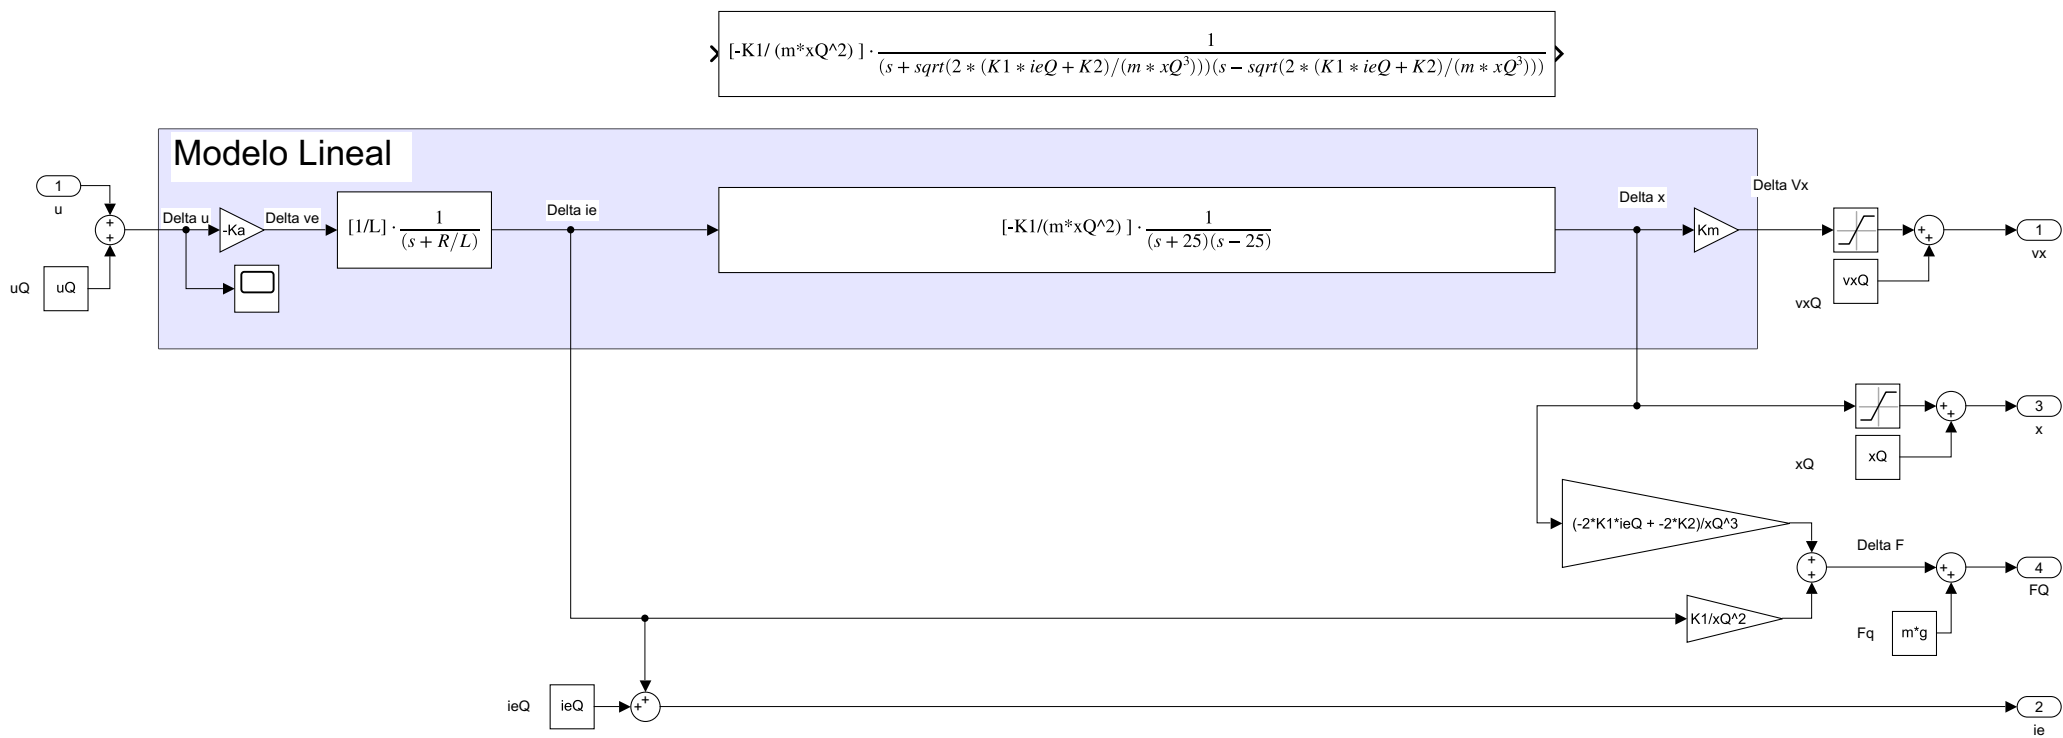 [-K1/ (m*xQ^2) ] · 1 / (s + sqrt(2 * (K1 * ieQ + K2)/(m * xQ^3)))(s − sqrt(2 * (K1 * ieQ + K2)/(m * xQ^3)))
Modelo Lineal
1
u
+
+
uQ
uQ
Delta u
-Ka
Delta ve
[1/L] · 1 / (s + R/L)
Delta ie
[-K1/(m*xQ^2) ] · 1 / (s + 25)(s − 25)
Delta x
Km
Delta Vx
+
+
1
vx
vxQ
vxQ
+
+
3
x
xQ
xQ
(-2*K1*ieQ + -2*K2)/xQ^3
+
+
Delta F
+
+
4
FQ
K1/xQ^2
Fq
m*g
ieQ
ieQ
+
+
2
ie